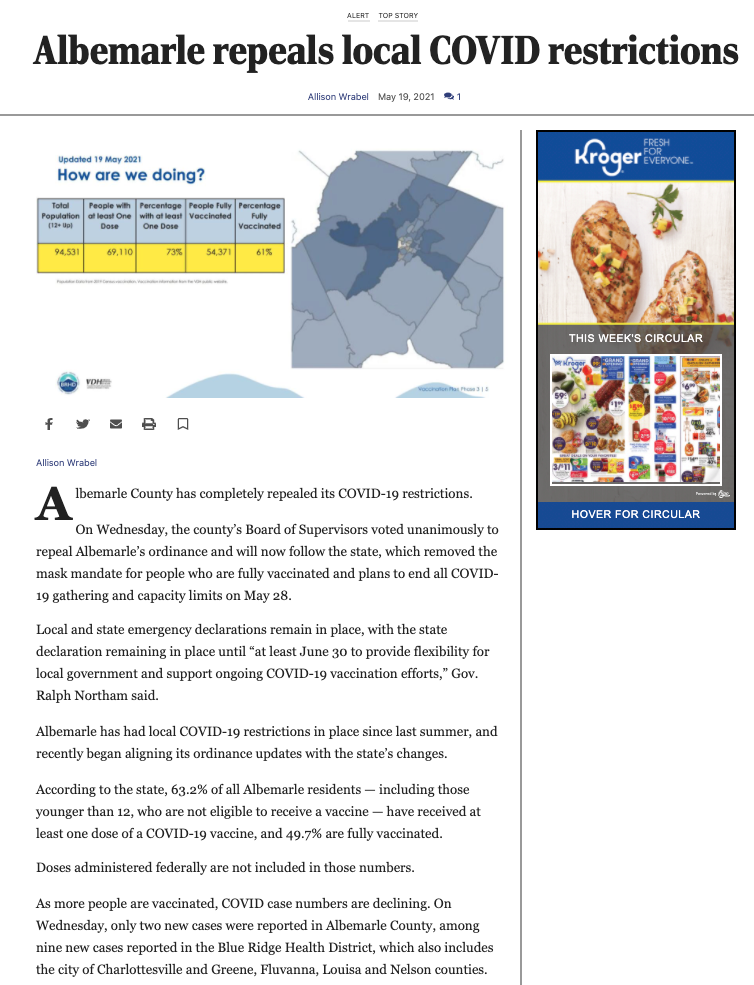 ALERT TOP STORY
Albemarle repeals local COVID restrictions
Allison Wrabel May 19, 2021 1
Updated 19 May 2021
How are we doing?
Total Population (12+ Up) People with at least One Dose Percentage with at least One Dose People Fully Vaccinated Percentage Fully Vaccinated
94,531 69,110 73% 54,371 61%
BRHD VDH
Vaccination Max Phase 3 | 5
Allison Wrabel
Albemarle County has completely repealed its COVID-19 restrictions.
On Wednesday, the county’s Board of Supervisors voted unanimously to
repeal Albemarle’s ordinance and will now follow the state, which removed the
mask mandate for people who are fully vaccinated and plans to end all COVID-
19 gathering and capacity limits on May 28.
Local and state emergency declarations remain in place, with the state
declaration remaining in place until “at least June 30 to provide flexibility for
local government and support ongoing COVID-19 vaccination efforts,” Gov.
Ralph Northam said.
Albemarle has had local COVID-19 restrictions in place since last summer, and
recently began aligning its ordinance updates with the state’s changes.
According to the state, 63.2% of all Albemarle residents — including those
younger than 12, who are not eligible to receive a vaccine — have received at
least one dose of a COVID-19 vaccine, and 49.7% are fully vaccinated.
Doses administered federally are not included in those numbers.
As more people are vaccinated, COVID case numbers are declining. On
Wednesday, only two new cases were reported in Albemarle County, among
nine new cases reported in the Blue Ridge Health District, which also includes
the city of Charlottesville and Greene, Fluvanna, Louisa and Nelson counties.
Kroger FRESH FOR EVERYONE™
THIS WEEK'S CIRCULAR
Kroger
Powered by
HOVER FOR CIRCULAR